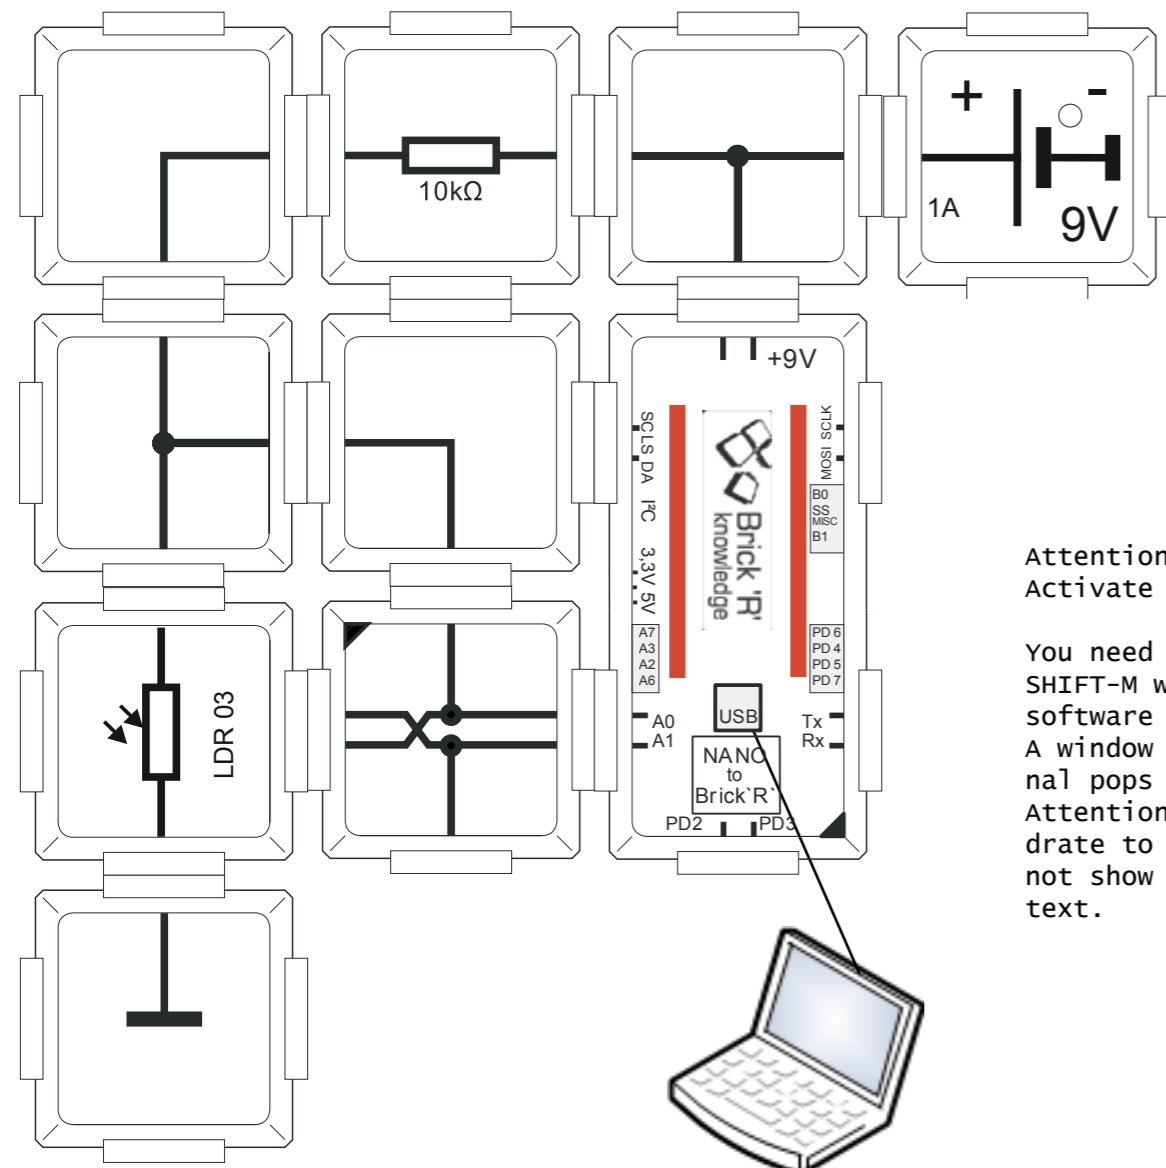 + -
10kΩ
1A
9V
+9V
SCLS DA I²C 3,3V 5V
MOSI SCLK
B0
SS
MISC
B1
Brick 'R'
knowledge
A7
A3
A2
A6
PD 6
PD 4
PD 5
PD 7
A0
A1
USB
Tx
Rx
NANO
to
Brick`R`
PD2
PD3
LDR 03
Attention
Activate
You need
SHIFT-M w
software
A window
nal pops
Attention
drate to
not show
text.